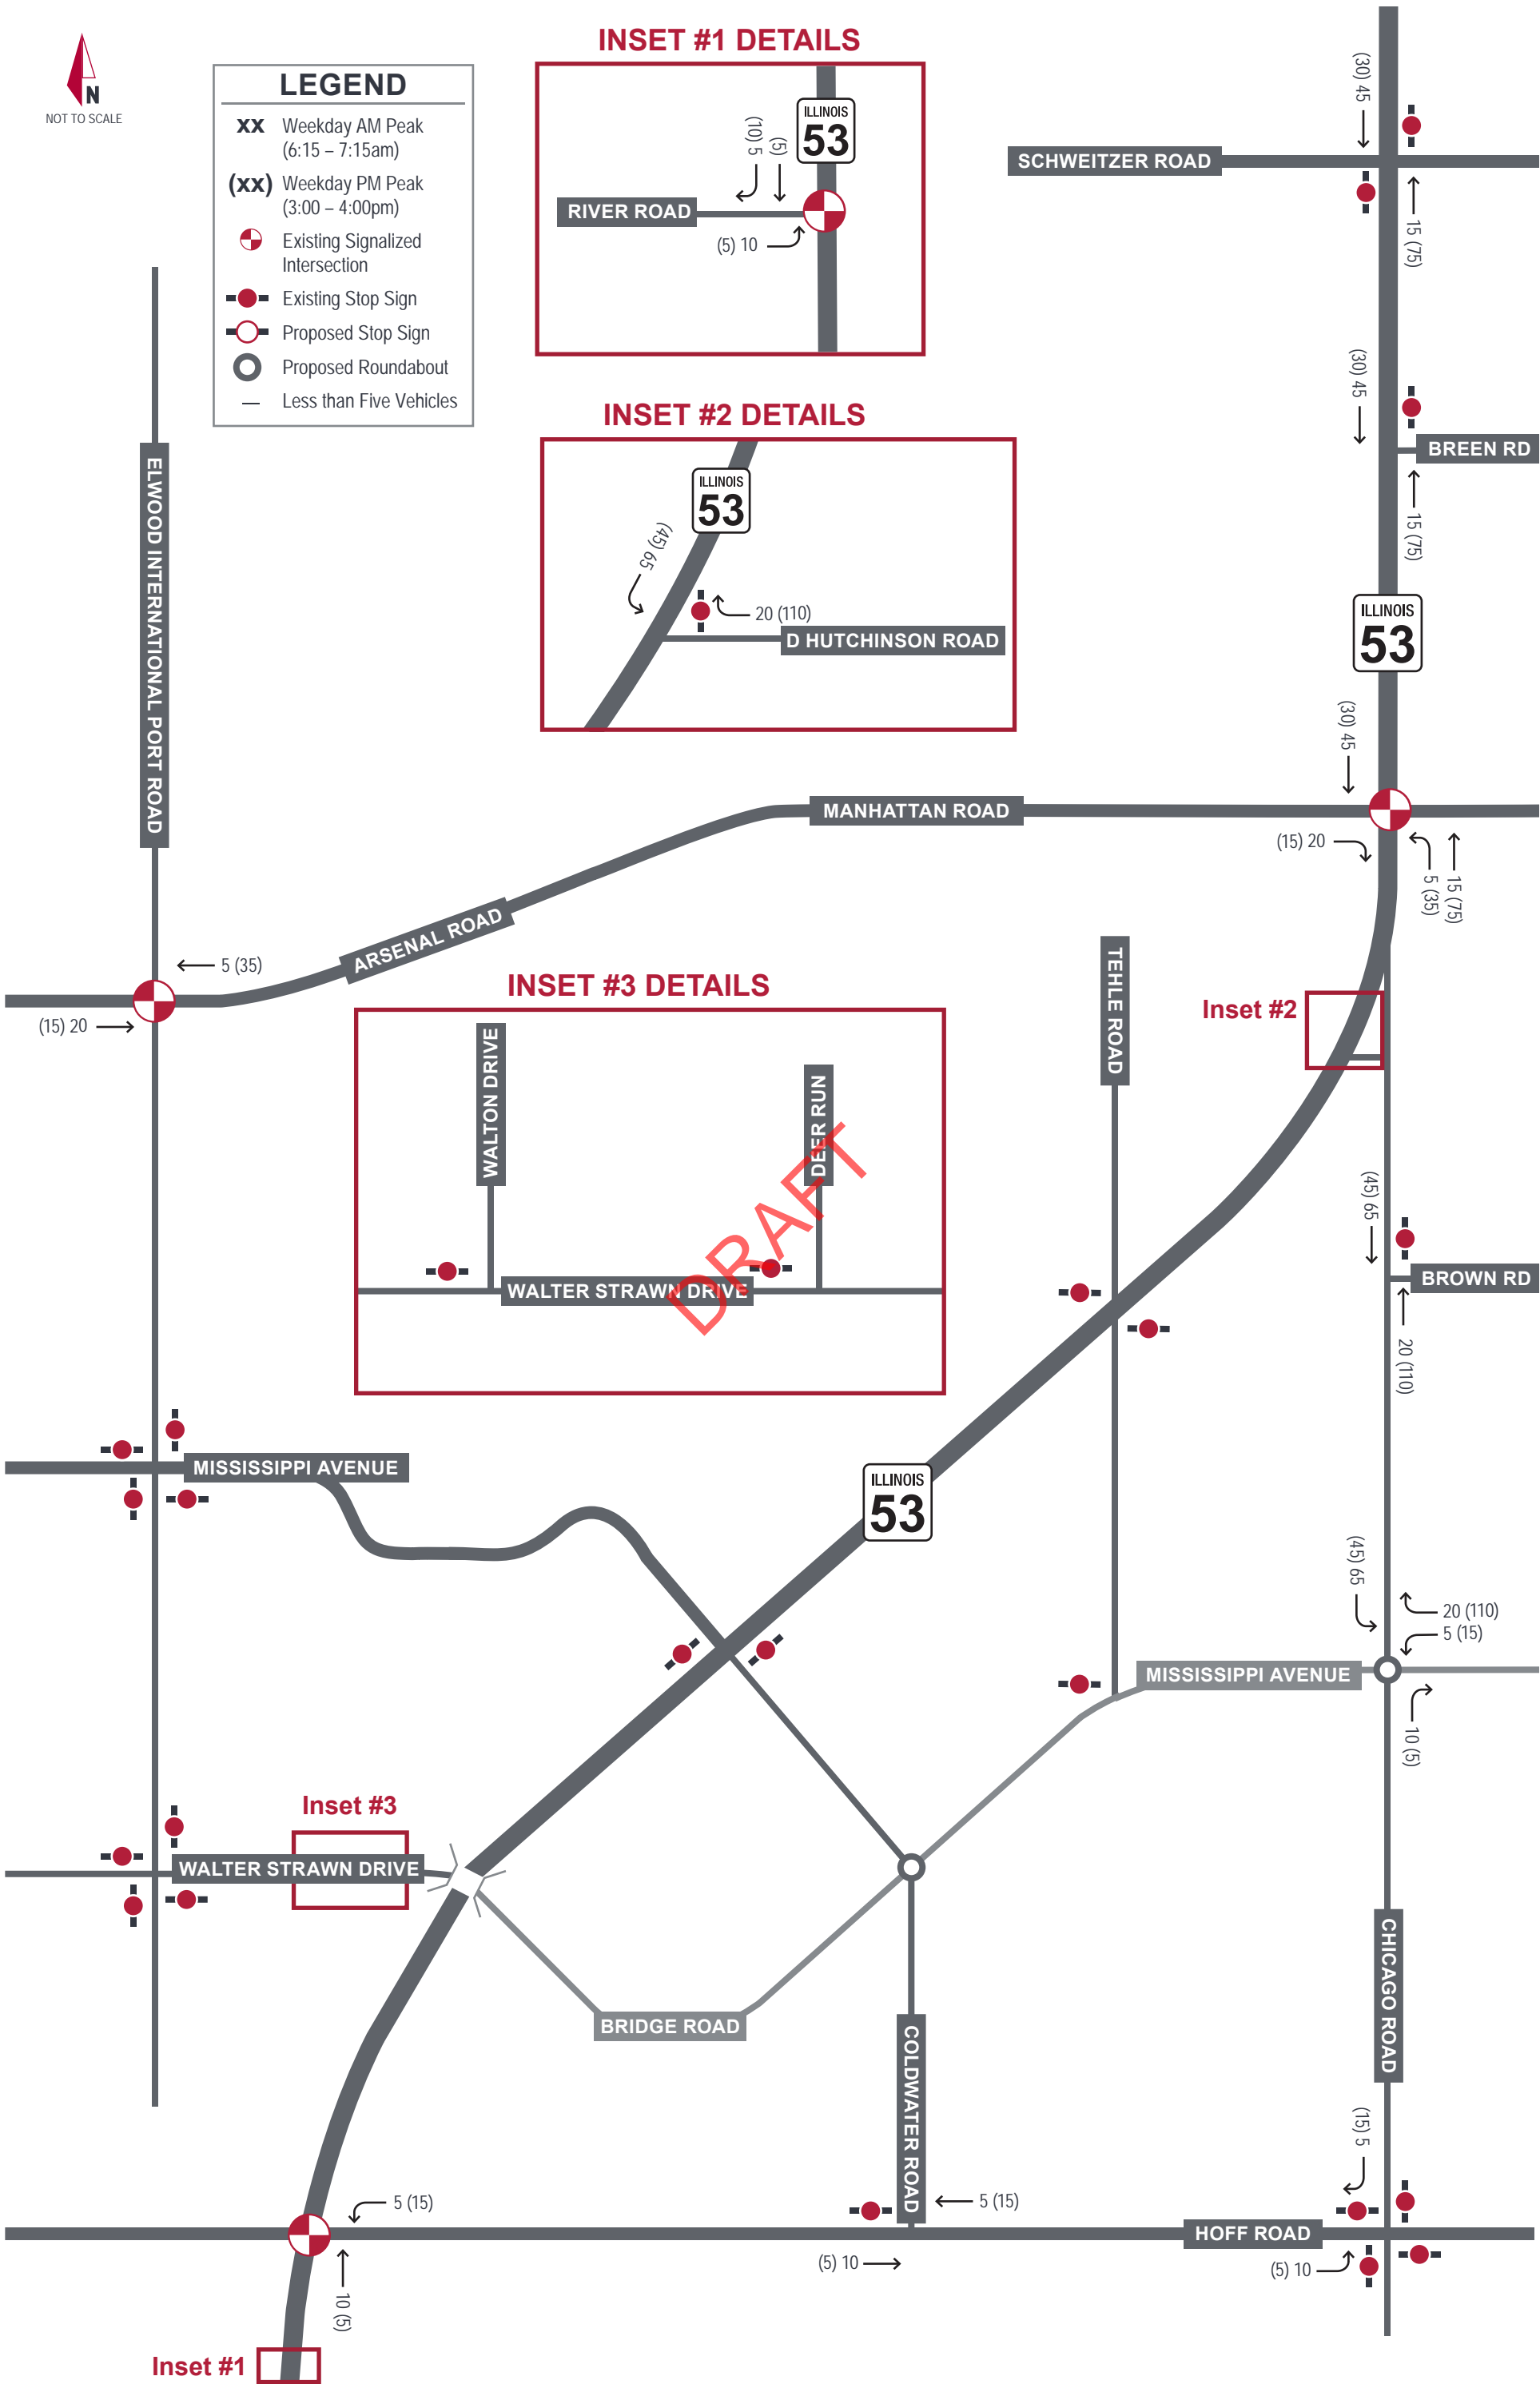 INSET #1 DETAILS
N
NOT TO SCALE
LEGEND
xx Weekday AM Peak
(6:15 – 7:15am)
(xx) Weekday PM Peak
(3:00 – 4:00pm)
Existing Signalized
Intersection
Existing Stop Sign
Proposed Stop Sign
Proposed Roundabout
— Less than Five Vehicles
ILLINOIS
53
(10) 5
(5)
RIVER ROAD
(5) 10
(30) 45
SCHWEITZER ROAD
15 (75)
INSET #2 DETAILS
ILLINOIS
53
(45) 65
20 (110)
D HUTCHINSON ROAD
(30) 45
BREEN RD
15 (75)
ILLINOIS
53
ELWOOD INTERNATIONAL PORT ROAD
(30) 45
MANHATTAN ROAD
(15) 20
5 (35)
15 (75)
ARSENAL ROAD
5 (35)
(15) 20
INSET #3 DETAILS
WALTON DRIVE
DEER RUN
WALTER STRAWN DRIVE
DRAFT
TEHLE ROAD
Inset #2
(45) 65
BROWN RD
20 (110)
MISSISSIPPI AVENUE
ILLINOIS
53
(45) 65
20 (110)
5 (15)
MISSISSIPPI AVENUE
10 (5)
Inset #3
WALTER STRAWN DRIVE
BRIDGE ROAD
COLDWATER ROAD
CHICAGO ROAD
(15) 5
5 (15)
5 (15)
HOFF ROAD
(5) 10
(5) 10
10 (5)
Inset #1